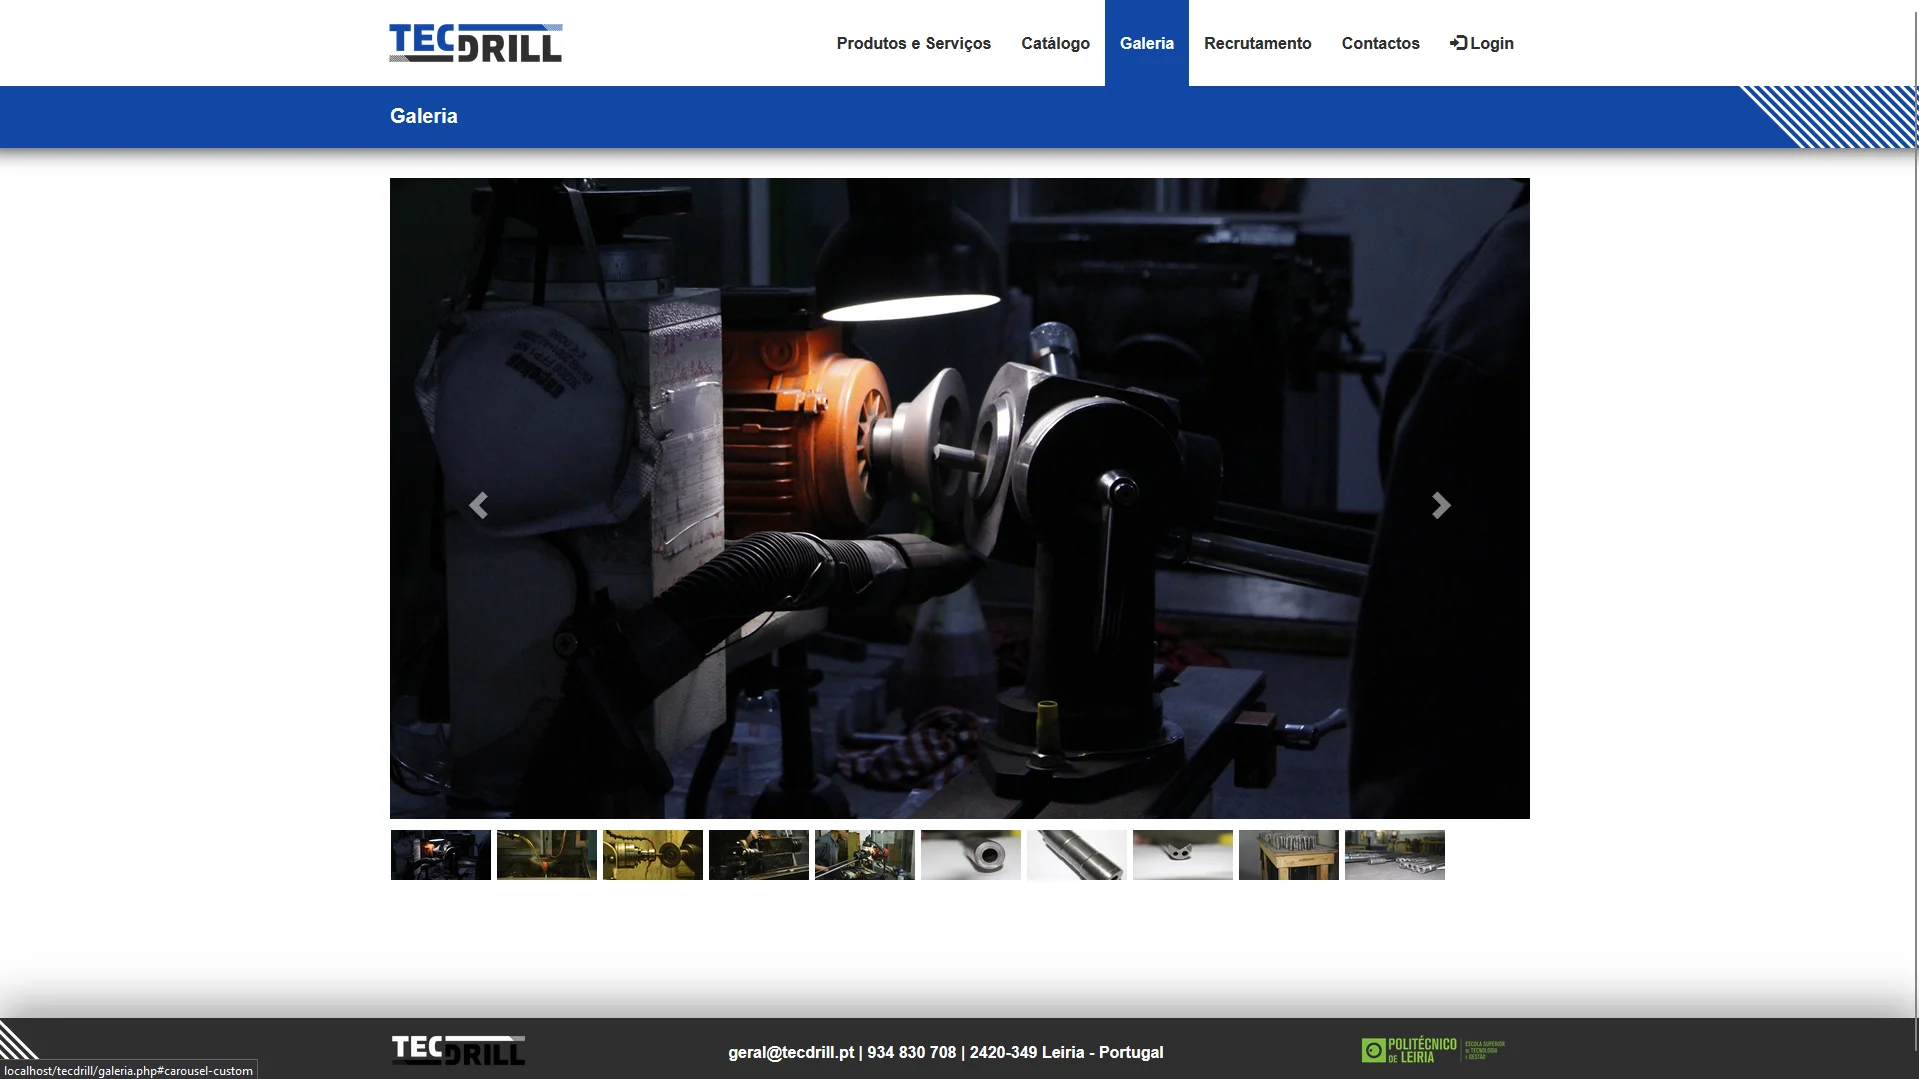 TECDRILL
Produtos e Serviços
Catálogo
Galeria
Recrutamento
Contactos
Login
Galeria
TECDRILL
geral@tecdrill.pt | 934 830 708 | 2420-349 Leiria - Portugal
POLITÉCNICO
DE LEIRIA
ESCOLA SUPERIOR
DE TECNOLOGIA
E GESTÃO
localhost/tecdrill/galeria.php#carousel-custom